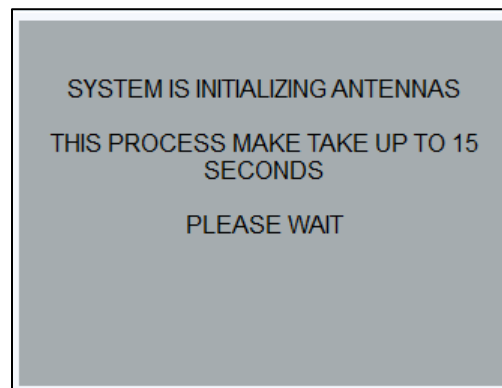 SYSTEM IS INITIALIZING ANTENNAS
THIS PROCESS MAKE TAKE UP TO 15
SECONDS
PLEASE WAIT